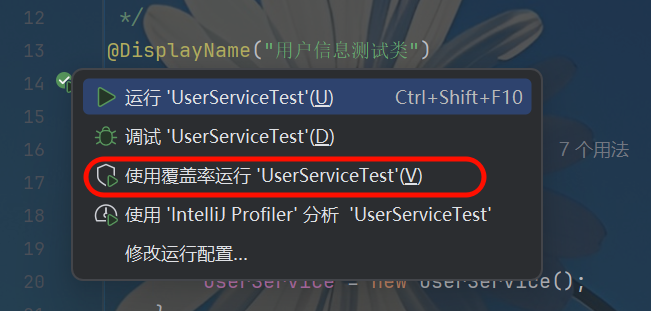 12
*/
13
@DisplayName("用户信息测试类")
14
运行 'UserServiceTest'(U)
Ctrl+Shift+F10
15
调试 'UserServiceTest'(D)
16
7 个用法
使用覆盖率运行 'UserServiceTest'(V)
17
18
使用 'IntelliJ Profiler' 分析 'UserServiceTest'
19
修改运行配置...
20
userService = new UserService();
}